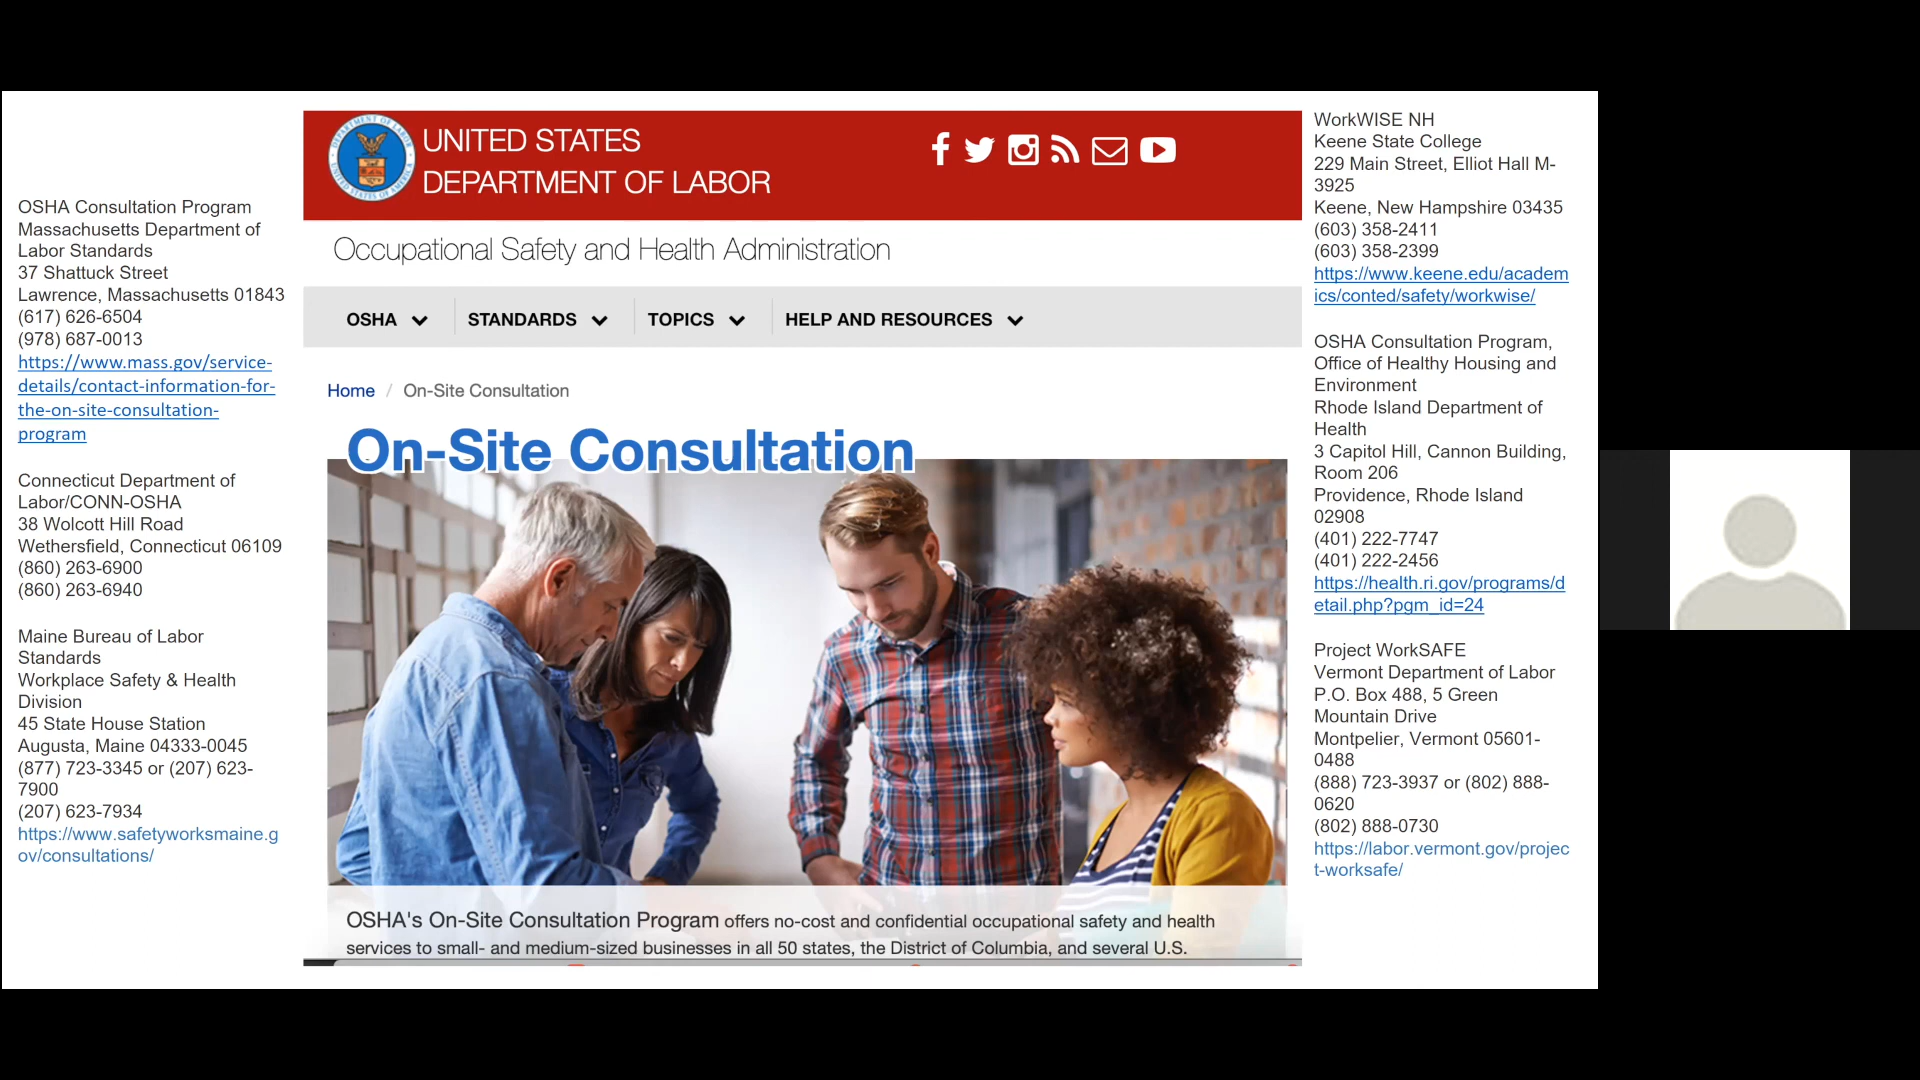 OSHA Consultation Program
Massachusetts Department of
Labor Standards
37 Shattuck Street
Lawrence, Massachusetts 01843
(617) 626-6504
(978) 687-0013
https://www.mass.gov/service-
details/contact-information-for-
the-on-site-consultation-
program
Connecticut Department of
Labor/CONN-OSHA
38 Wolcott Hill Road
Wethersfield, Connecticut 06109
(860) 263-6900
(860) 263-6940
Maine Bureau of Labor
Standards
Workplace Safety & Health
Division
45 State House Station
Augusta, Maine 04333-0045
(877) 723-3345 or (207) 623-
7900
(207) 623-7934
https://www.safetyworksmaine.g
ov/consultations/
UNITED STATES
DEPARTMENT OF LABOR
DEPARTMENT OF LABOR
UNITED STATES OF AMERICA
Occupational Safety and Health Administration
OSHA STANDARDS TOPICS HELP AND RESOURCES
Home / On-Site Consultation
On-Site Consultation
OSHA's On-Site Consultation Program offers no-cost and confidential occupational safety and health
services to small- and medium-sized businesses in all 50 states, the District of Columbia, and several U.S.
WorkWISE NH
Keene State College
229 Main Street, Elliot Hall M-
3925
Keene, New Hampshire 03435
(603) 358-2411
(603) 358-2399
https://www.keene.edu/academ
ics/conted/safety/workwise/
OSHA Consultation Program,
Office of Healthy Housing and
Environment
Rhode Island Department of
Health
3 Capitol Hill, Cannon Building,
Room 206
Providence, Rhode Island
02908
(401) 222-7747
(401) 222-2456
https://health.ri.gov/programs/d
etail.php?pgm_id=24
Project WorkSAFE
Vermont Department of Labor
P.O. Box 488, 5 Green
Mountain Drive
Montpelier, Vermont 05601-
0488
(888) 723-3937 or (802) 888-
0620
(802) 888-0730
https://labor.vermont.gov/projec
t-worksafe/